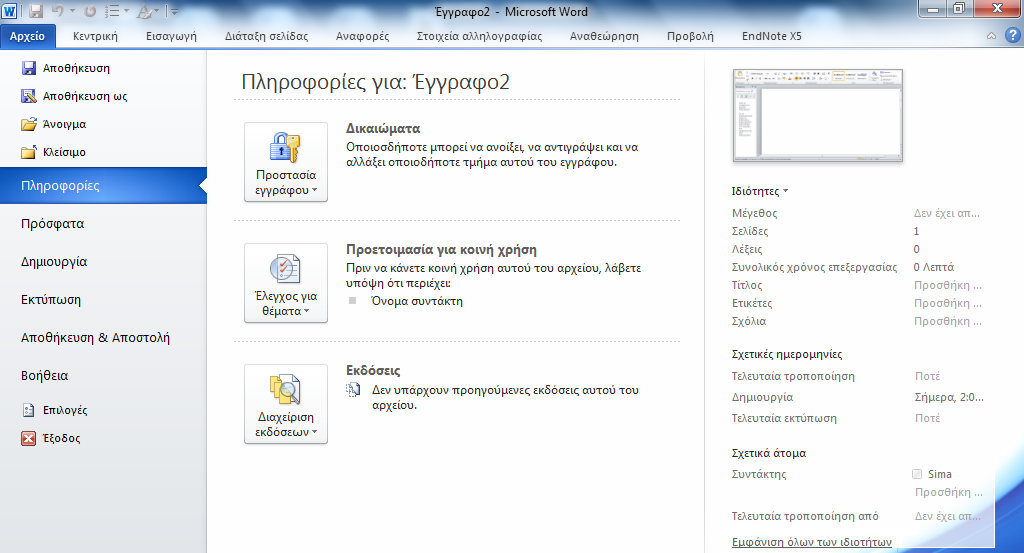 Έγγραφο2 - Microsoft Word
Αρχείο Κεντρική Εισαγωγή Διάταξη σελίδας Αναφορές Στοιχεία αλληλογραφίας Αναθεώρηση Προβολή EndNote X5
Αποθήκευση
Αποθήκευση ως
Άνοιγμα
Κλείσιμο
Πληροφορίες
Πρόσφατα
Δημιουργία
Εκτύπωση
Αποθήκευση & Αποστολή
Βοήθεια
Επιλογές
Έξοδος
Πληροφορίες για: Έγγραφο2
Προστασία
εγγράφου
Δικαιώματα
Οποιοσδήποτε μπορεί να ανοίξει, να αντιγράψει και να
αλλάξει οποιοδήποτε τμήμα αυτού του εγγράφου.
Έλεγχος για
θέματα
Προετοιμασία για κοινή χρήση
Πριν να κάνετε κοινή χρήση αυτού του αρχείου, λάβετε
υπόψη ότι περιέχει:
Όνομα συντάκτη
Διαχείριση
εκδόσεων
Εκδόσεις
Δεν υπάρχουν προηγούμενες εκδόσεις αυτού του
αρχείου.
Ιδιότητες
Μέγεθος Δεν έχει απ...
Σελίδες 1
Λέξεις 0
Συνολικός χρόνος επεξεργασίας 0 Λεπτά
Τίτλος Προσθήκη ...
Ετικέτες Προσθήκη ...
Σχόλια Προσθήκη ...
Σχετικές ημερομηνίες
Τελευταία τροποποίηση Ποτέ
Δημιουργία Σήμερα, 2:0...
Τελευταία εκτύπωση Ποτέ
Σχετικά άτομα
Συντάκτης Sima
Προσθήκη ...
Τελευταία τροποποίηση από Δεν έχει απ...
Εμφάνιση όλων των ιδιοτήτων